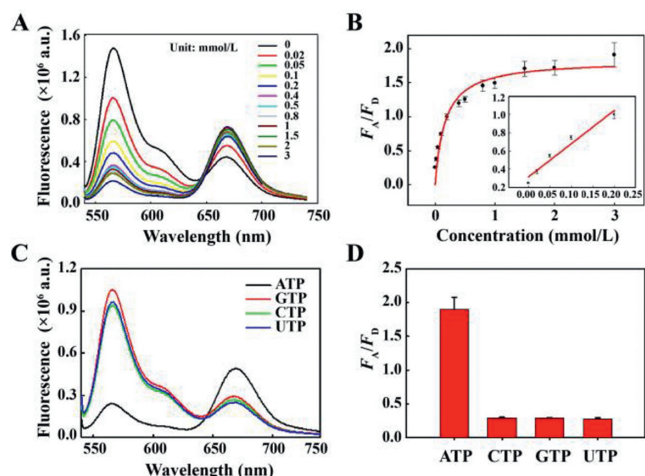 A
Unit: mmol/L
0
0.02
0.05
0.1
0.2
0.4
0.5
0.8
1
1.5
2
3
Fluorescence (×10⁶ a.u.)
1.6
1.2
0.8
0.4
0.0
550 600 650 700 750
Wavelength (nm)
B
F_A/F_D
2.0
1.5
1.0
0.5
0.0
0 1 2 3
Concentration (mmol/L)
1.2
1.0
0.8
0.6
0.4
0.2
0.00 0.05 0.10 0.15 0.20 0.25
C
ATP
GTP
CTP
UTP
Fluorescence (×10⁶ a.u.)
1.2
0.9
0.6
0.3
0.0
550 600 650 700 750
Wavelength (nm)
D
F_A/F_D
2.5
2.0
1.5
1.0
0.5
0.0
ATP CTP GTP UTP